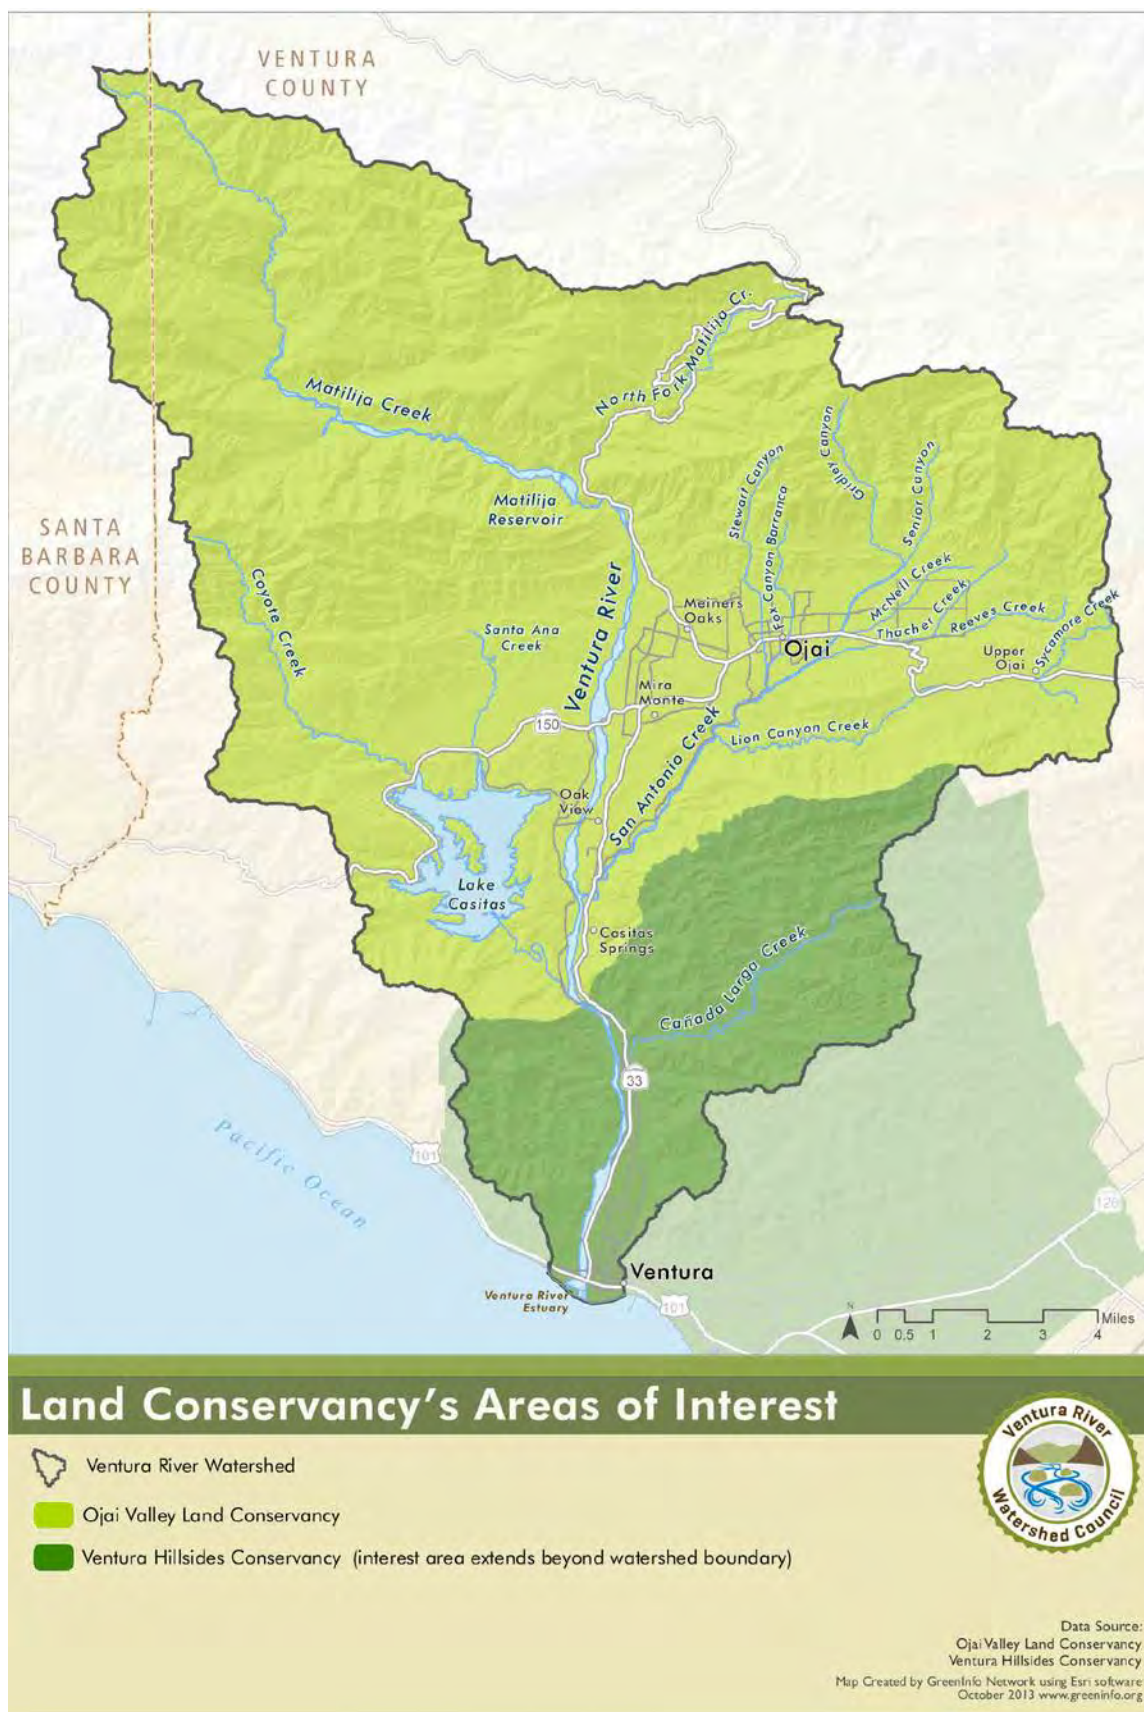 VENTURA
COUNTY
North Fork Matilija Cr.
Matilija Creek
Matilija
Reservoir
Stewart Canyon
Fox Canyon Barranca
Gridley Canyon
Senior Canyon
SANTA
BARBARA
COUNTY
Coyote Creek
Santa Ana
Creek
Ventura River
Meiners
Oaks
McNell Creek
Thacher Creek
Reeves Creek
Sycamore Creek
Ojai
Upper
Ojai
Mira
Monte
150
San Antonio Creek
Lion Canyon Creek
Oak
View
Lake
Casitas
Casitas
Springs
Cañada Larga Creek
33
Pacific Ocean
101
126
Ventura
Ventura River
Estuary
101
N
0 0.5 1 2 3 4
Miles
Land Conservancy's Areas of Interest
Ventura River Watershed
Ojai Valley Land Conservancy
Ventura Hillsides Conservancy (interest area extends beyond watershed boundary)
Ventura River
Watershed Council
Data Source:
Ojai Valley Land Conservancy
Ventura Hillsides Conservancy
Map Created by GreenInfo Network using Esri software
October 2013 www.greeninfo.org